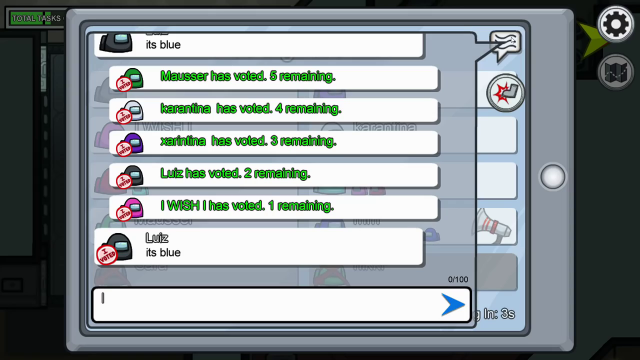 TOTAL TASKS
Luiz
its blue
Mausser has voted. 5 remaining.
karantina has voted. 4 remaining.
xarintina has voted. 3 remaining.
Luiz has voted. 2 remaining.
I WISH I has voted. 1 remaining.
Luiz
its blue
0/100
g In: 3s